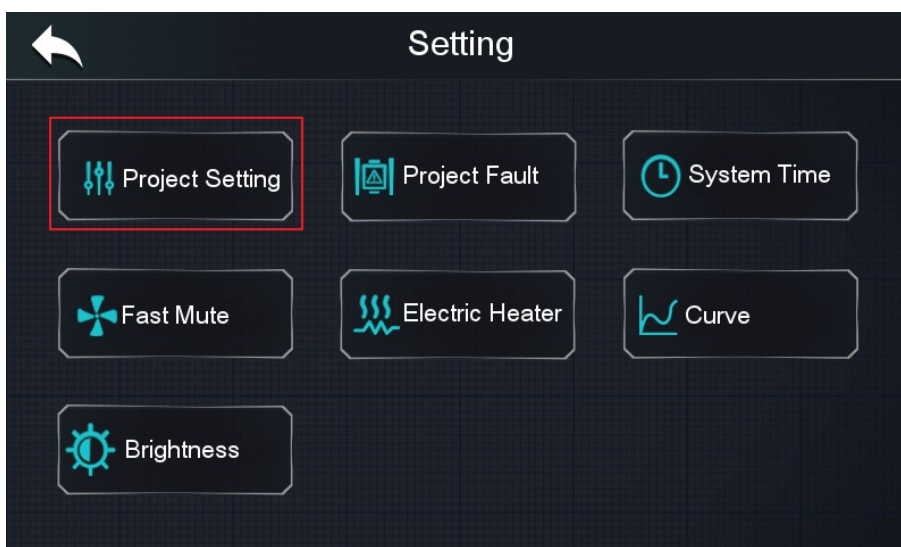 Setting
Project Setting
Project Fault
System Time
Fast Mute
Electric Heater
Curve
Brightness